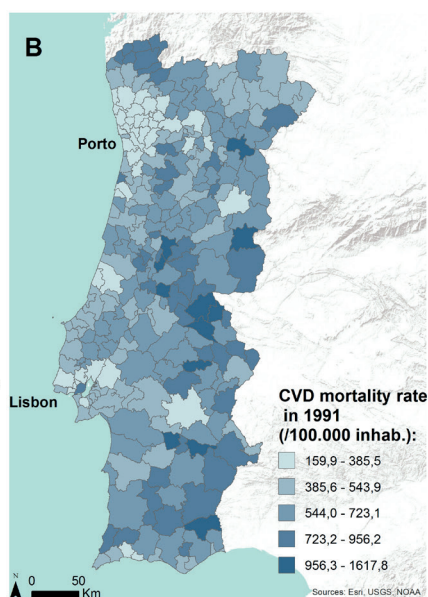 B
Porto
Lisbon
CVD mortality rate
in 1991
(/100.000 inhab.):
159,9 - 385,5
385,6 - 543,9
544,0 - 723,1
723,2 - 956,2
956,3 - 1617,8
N
0 50
Km
Sources: Esri, USGS, NOAA